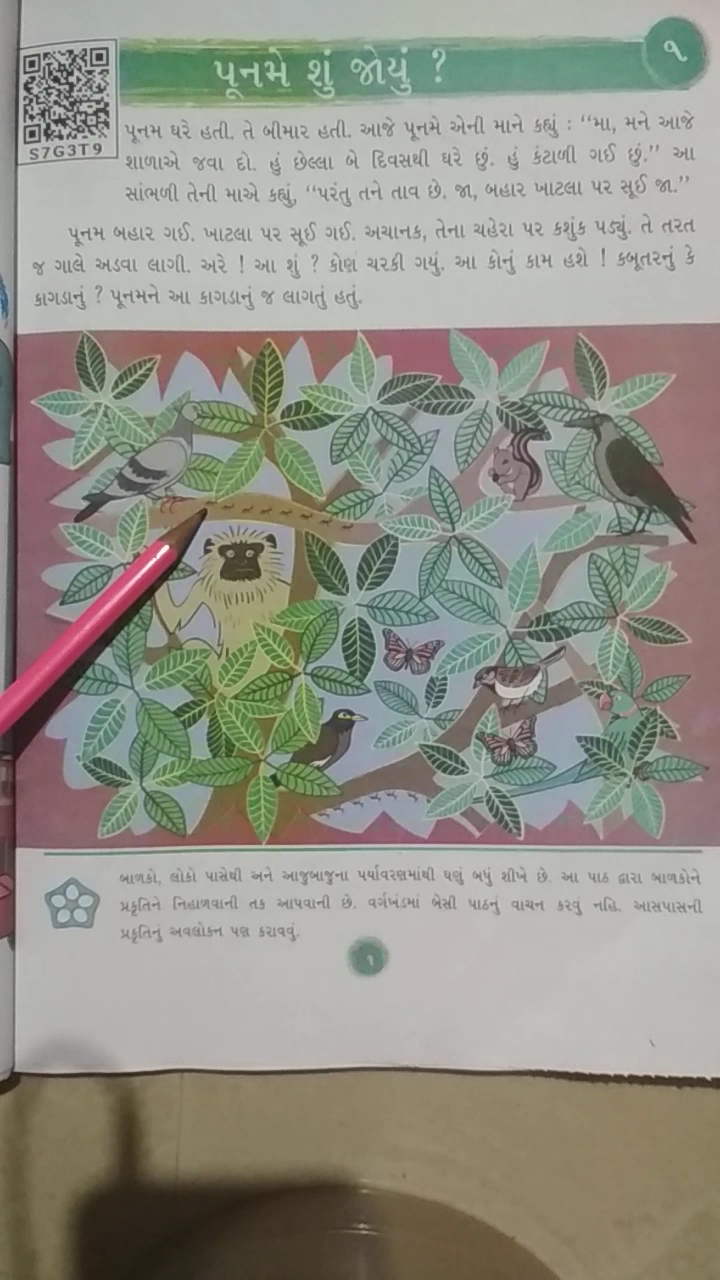 પૂનમે શું જોયું ?
૧
S7G3T9
પૂનમ ઘરે હતી. તે બીમાર હતી. આજે પૂનમે એની માને કહ્યું : “મા, મને આજે
શાળાએ જવા દો. હું છેલ્લા બે દિવસથી ઘરે છું. હું કંટાળી ગઈ છું.” આ
સાંભળી તેની માએ કહ્યું, “પરંતુ તને તાવ છે. જા, બહાર ખાટલા પર સૂઈ જા.”
પૂનમ બહાર ગઈ. ખાટલા પર સૂઈ ગઈ. અચાનક, તેના ચહેરા પર કશુંક પડ્યું. તે તરત
જ ગાલે અડવા લાગી. અરે ! આ શું ? કોણ ચરકી ગયું. આ કોનું કામ હશે ! કબૂતરનું કે
કાગડાનું ? પૂનમને આ કાગડાનું જ લાગતું હતું.
બાળકો, લોકો પાસેથી અને આજુબાજુના પર્યાવરણમાંથી ઘણું બધું શીખે છે. આ પાઠ દ્વારા બાળકોને
પ્રકૃતિને નિહાળવાની તક આપવાની છે. વર્ગખંડમાં બેસી પાઠનું વાચન કરવું નહિ. આસપાસની
પ્રકૃતિનું અવલોકન પણ કરાવવું.
૧